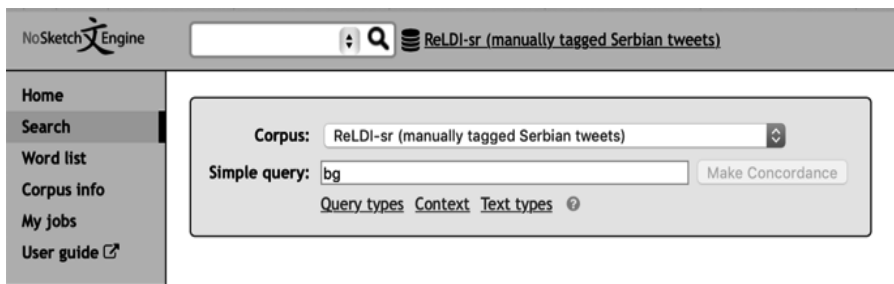 NoSketch Engine
ReLDI-sr (manually tagged Serbian tweets)
Home
Search
Word list
Corpus info
My jobs
User guide
Corpus: ReLDI-sr (manually tagged Serbian tweets)
Simple query: bg Make Concordance
Query types Context Text types ?